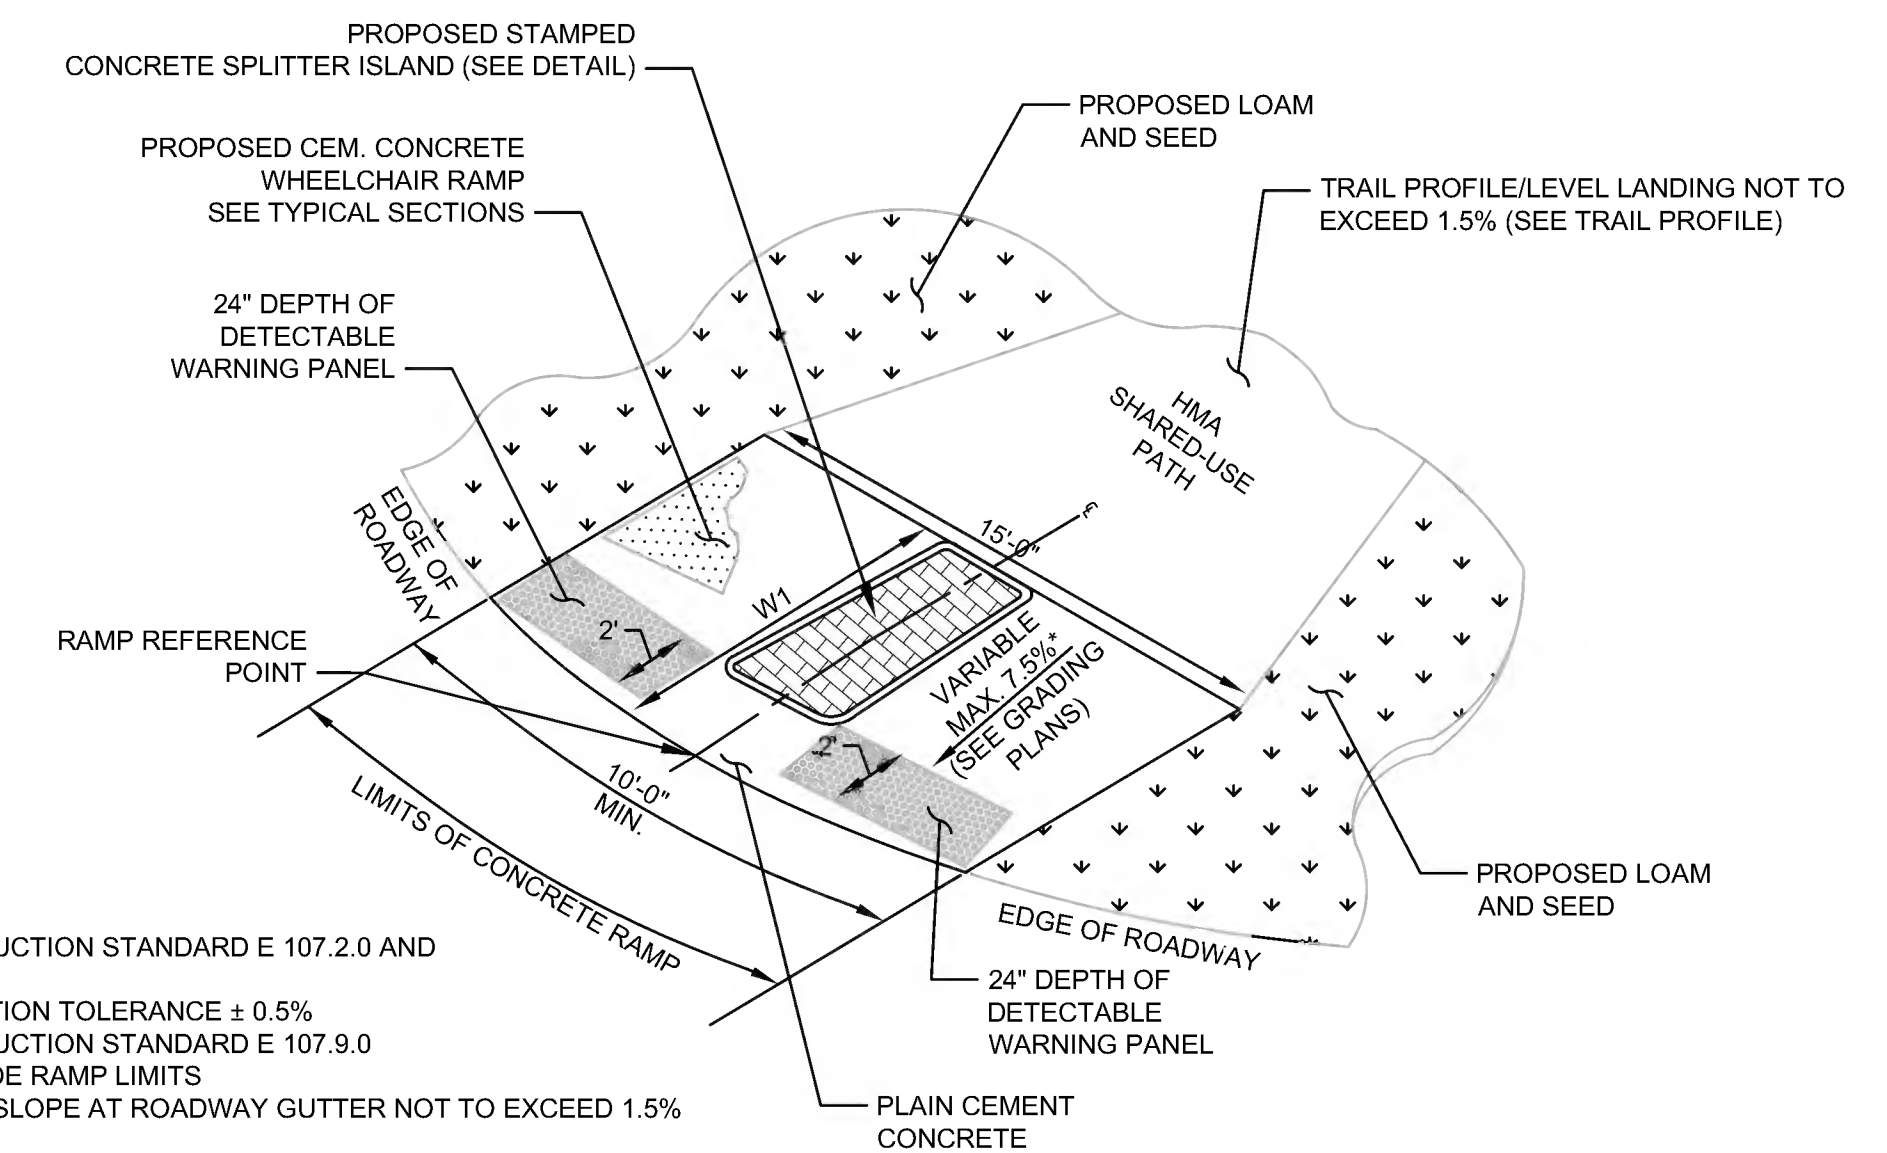 PROPOSED STAMPED
CONCRETE SPLITTER ISLAND (SEE DETAIL)
PROPOSED LOAM
AND SEED
PROPOSED CEM. CONCRETE
WHEELCHAIR RAMP
SEE TYPICAL SECTIONS
TRAIL PROFILE/LEVEL LANDING NOT TO
EXCEED 1.5% (SEE TRAIL PROFILE)
24" DEPTH OF
DETECTABLE
WARNING PANEL
HMA
SHARED-USE
PATH
EDGE OF
ROADWAY
15'-0"
W1
2'
RAMP REFERENCE
POINT
VARIABLE
MAX. 7.5%*
(SEE GRADING
PLANS)
2'
10'-0"
MIN.
LIMITS OF CONCRETE RAMP
PROPOSED LOAM
AND SEED
EDGE OF ROADWAY
24" DEPTH OF
DETECTABLE
WARNING PANEL
PLAIN CEMENT
CONCRETE
UCTION STANDARD E 107.2.0 AND
TION TOLERANCE ± 0.5%
UCTION STANDARD E 107.9.0
DE RAMP LIMITS
SLOPE AT ROADWAY GUTTER NOT TO EXCEED 1.5%